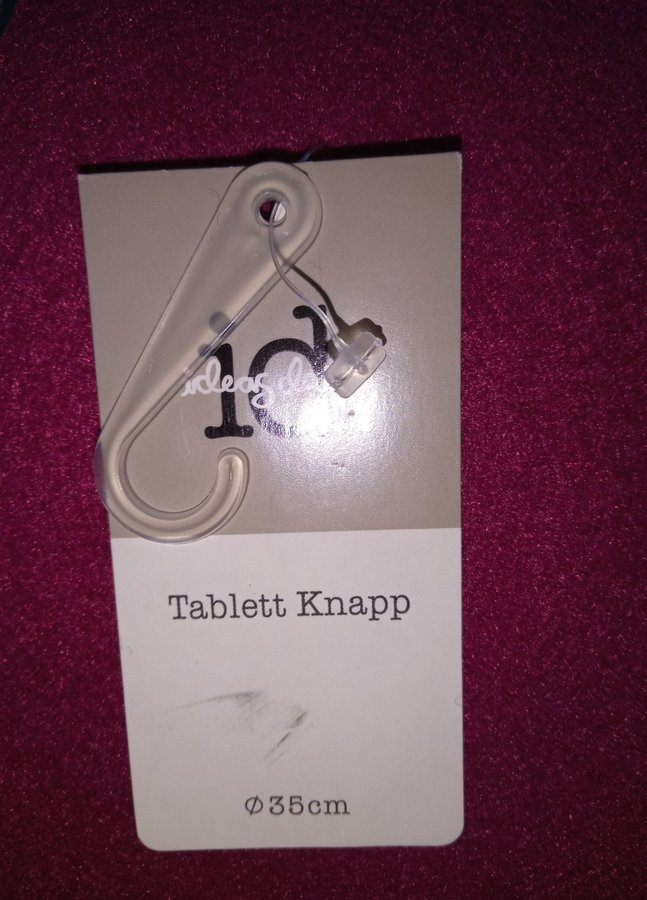 id
Tablett Knapp
Ø35cm